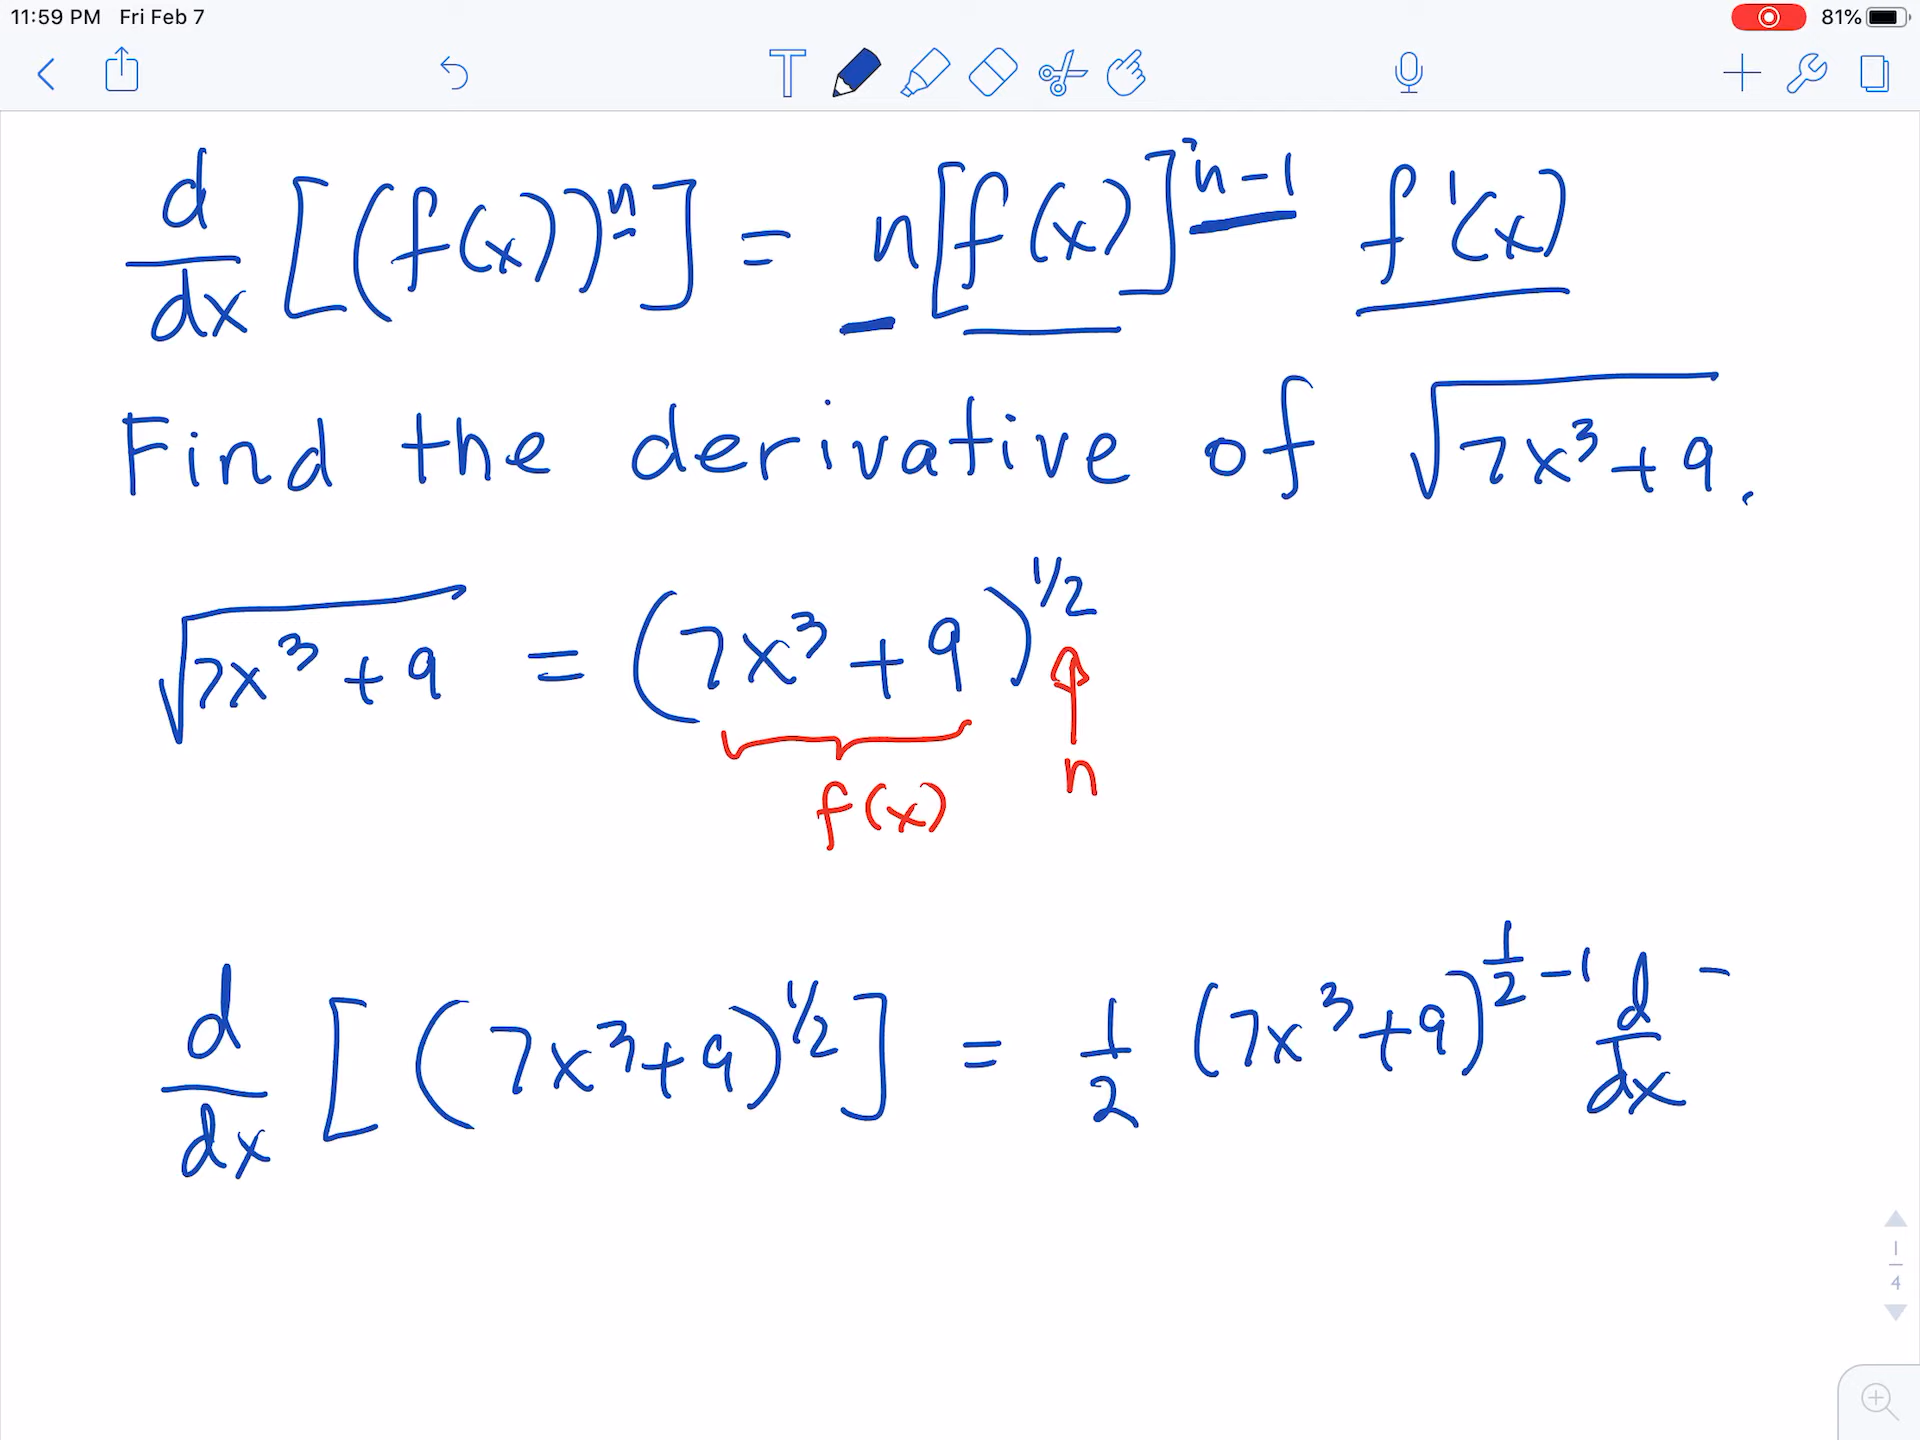 11:59 PM Fri Feb 7 81%
T
d/dx [(f(x))^n] = n[f(x)]^(n-1) f'(x)
Find the derivative of √(7x³+9).
√(7x³+9) = (7x³+9)^(1/2)
f(x) n
d/dx [(7x³+9)^(1/2)] = 1/2 (7x³+9)^(1/2-1) d/dx
1
4